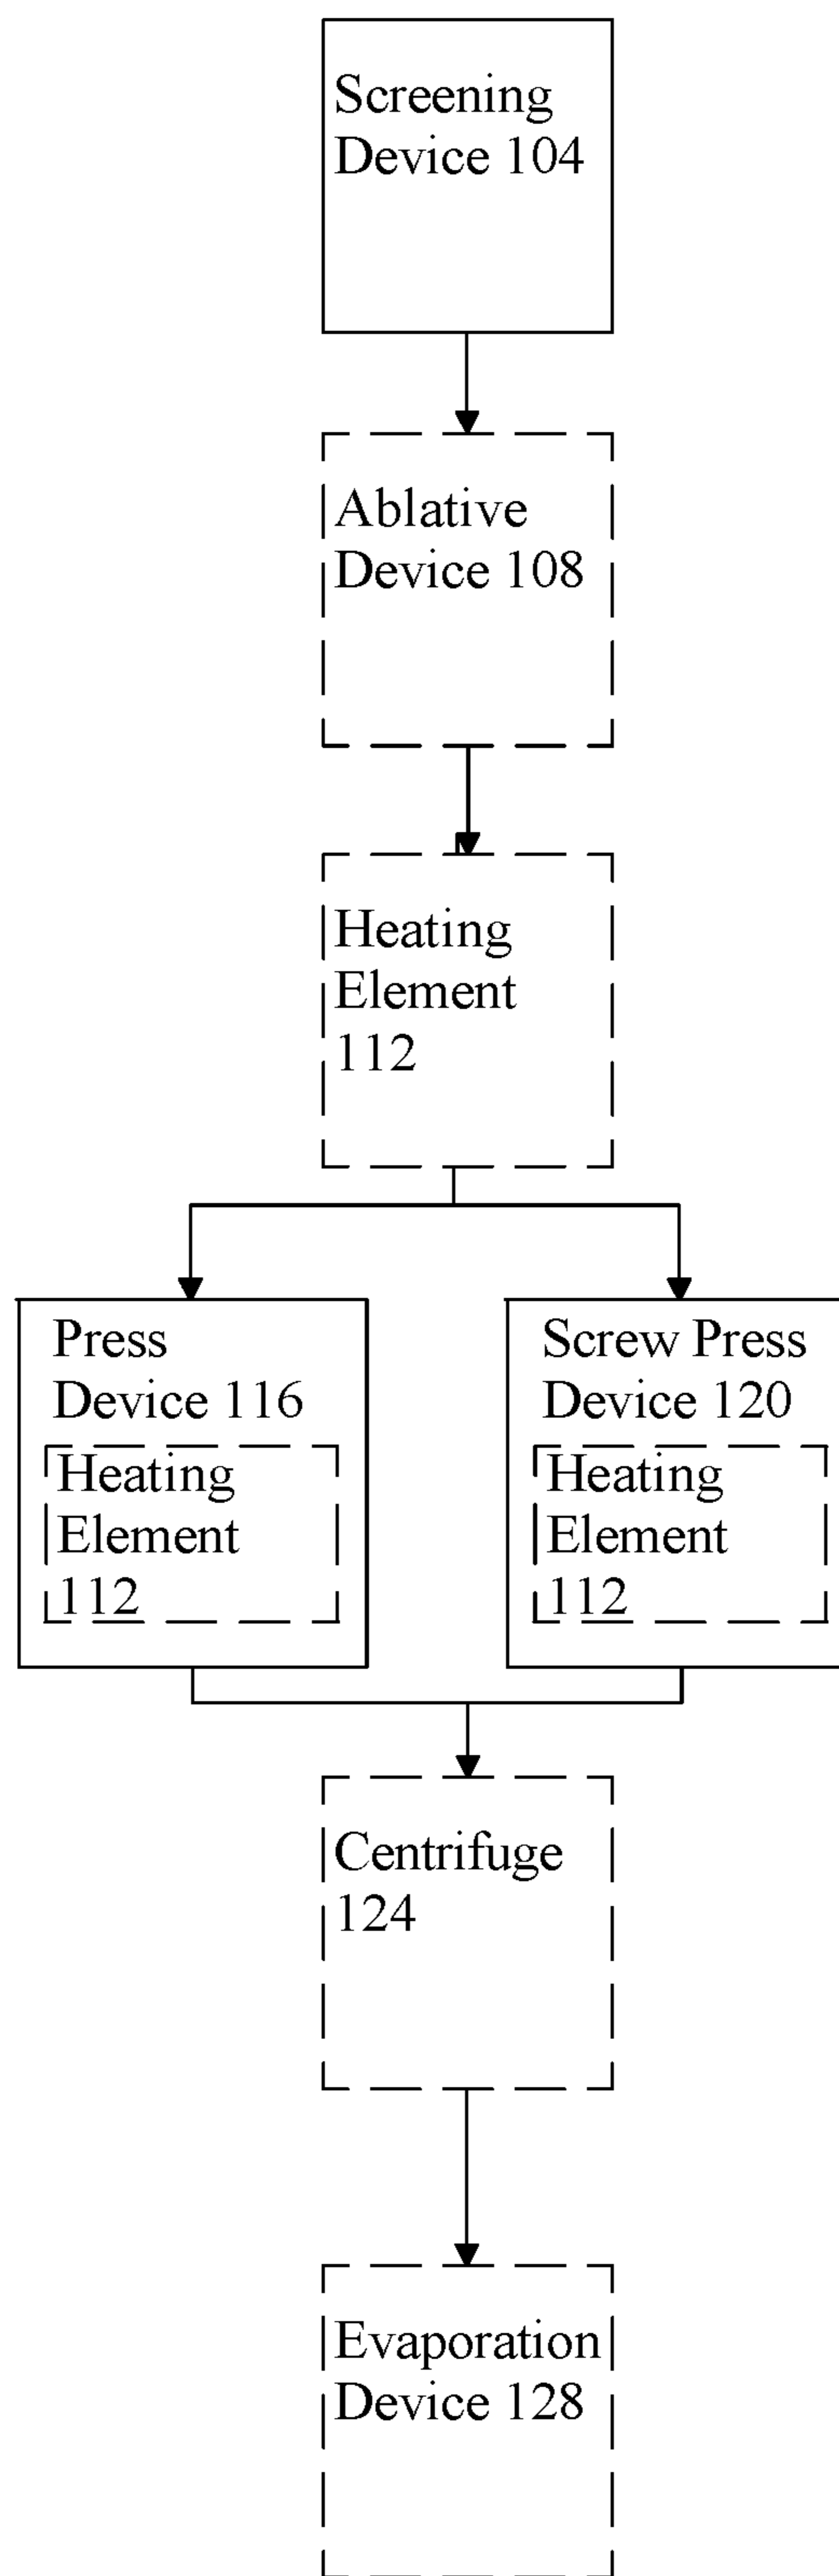 Screening
Device 104
Ablative
Device 108
Heating
Element
112
Press
Device 116
Heating
Element
112
Screw Press
Device 120
Heating
Element
112
Centrifuge
124
Evaporation
Device 128